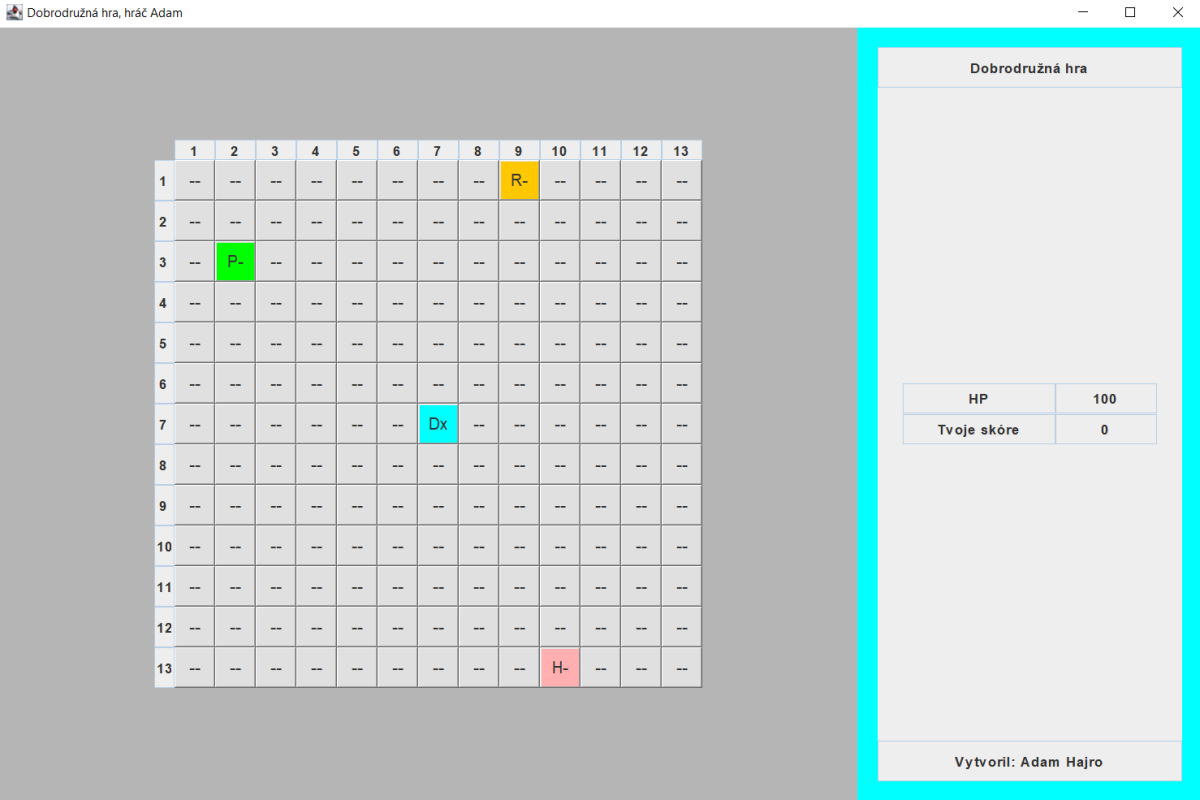 Dobrodružná hra, hráč Adam
Dobrodružná hra
1 2 3 4 5 6 7 8 9 10 11 12 13
1 -- -- -- -- -- -- -- -- R- -- -- -- --
2 -- -- -- -- -- -- -- -- -- -- -- -- --
3 -- P- -- -- -- -- -- -- -- -- -- -- --
4 -- -- -- -- -- -- -- -- -- -- -- -- --
5 -- -- -- -- -- -- -- -- -- -- -- -- --
6 -- -- -- -- -- -- -- -- -- -- -- -- --
7 -- -- -- -- -- -- Dx -- -- -- -- -- --
8 -- -- -- -- -- -- -- -- -- -- -- -- --
9 -- -- -- -- -- -- -- -- -- -- -- -- --
10 -- -- -- -- -- -- -- -- -- -- -- -- --
11 -- -- -- -- -- -- -- -- -- -- -- -- --
12 -- -- -- -- -- -- -- -- -- -- -- -- --
13 -- -- -- -- -- -- -- -- -- H- -- -- --
HP 100
Tvoje skóre 0
Vytvoril: Adam Hajro